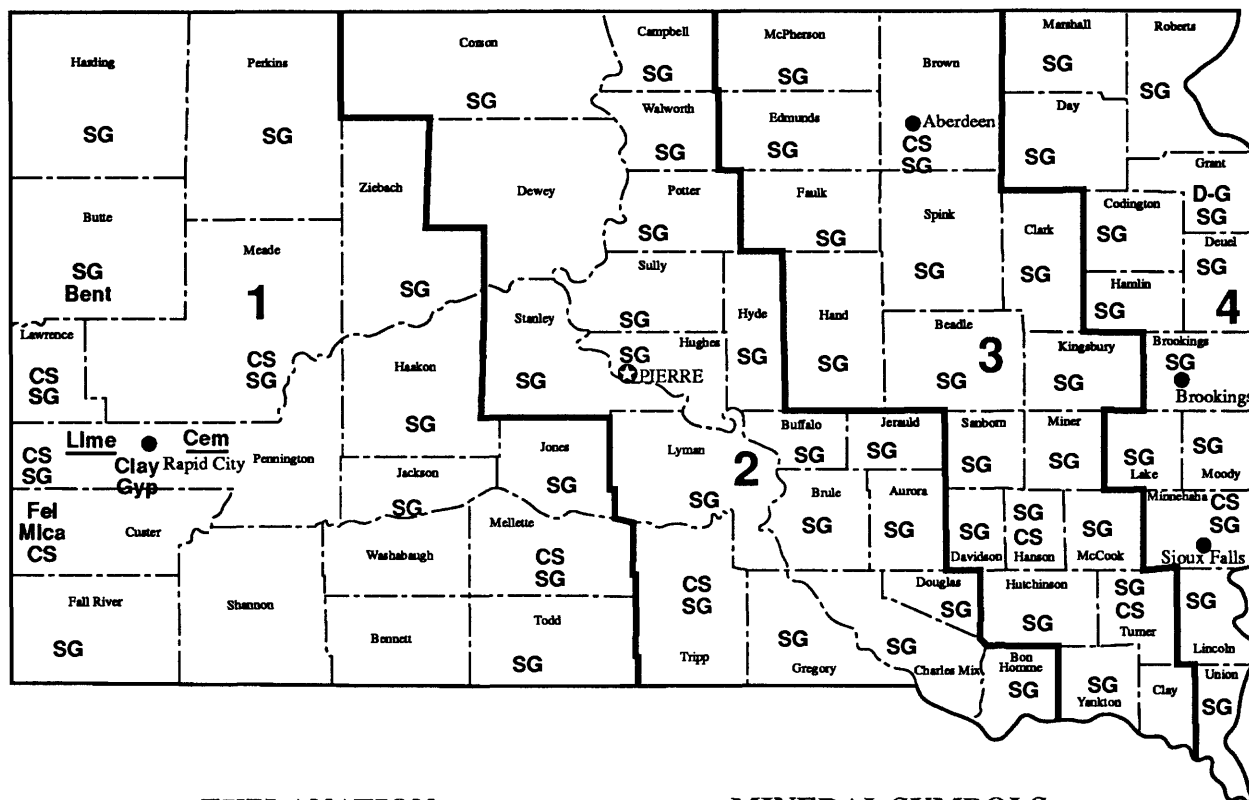 Harding
SG
Perkins
SG
Corson
SG
Campbell
SG
McPherson
SG
Brown
Aberdeen
CS
SG
Marshall
SG
Roberts
SG
Butte
SG
Bent
Meade
1
CS
SG
Ziebach
SG
Dewey
Walworth
SG
Edmunds
SG
Day
SG
Potter
SG
Faulk
SG
Spink
SG
Clark
SG
Codington
SG
Grant
D-G
SG
Deuel
SG
4
Hamlin
SG
Lawrence
CS
SG
Haakon
SG
Stanley
SG
Sully
SG
Hughes
SG
PIERRE
Hyde
SG
Hand
SG
Beadle
SG
3
Kingsbury
SG
Brookings
SG
Brookings
CS
SG
LIme
Clay
Gyp
Cem
Rapid City
Pennington
Jackson
SG
Jones
SG
Lyman
SG
2
Buffalo
SG
Jerauld
SG
Sanborn
SG
Miner
SG
SG
Lake
SG
Moody
Fel
MIca
CS
Custer
Washabaugh
Mellette
CS
SG
Brule
SG
Aurora
SG
SG
Davidson
SG
CS
Hanson
SG
McCook
Minnehaha
CS
SG
Sioux Falls
Fall River
SG
Shannon
Bennett
Todd
SG
CS
SG
Tripp
SG
Gregory
SG
Charles Mix
Douglas
SG
Hutchinson
SG
SG
CS
Turner
SG
Lincoln
Bon
Homme
SG
SG
Yankton
Clay
Union
SG